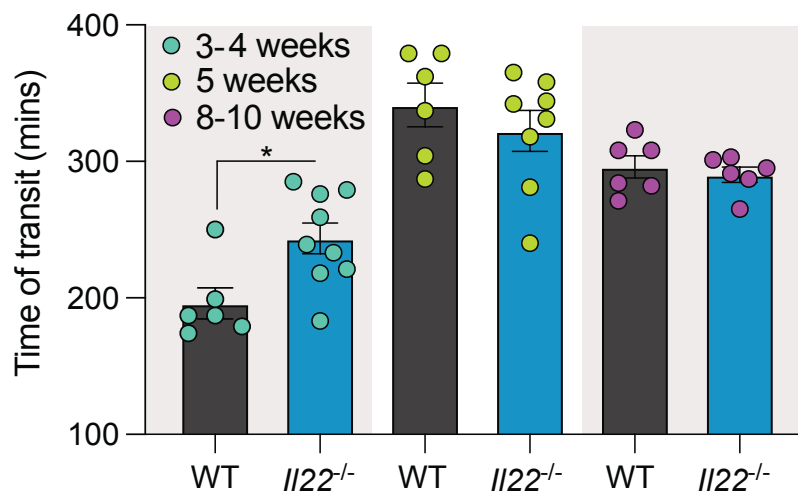 400
3-4 weeks
5 weeks
8-10 weeks
300
*
200
100
Time of transit (mins)
WT Il22-/- WT Il22-/- WT Il22-/-